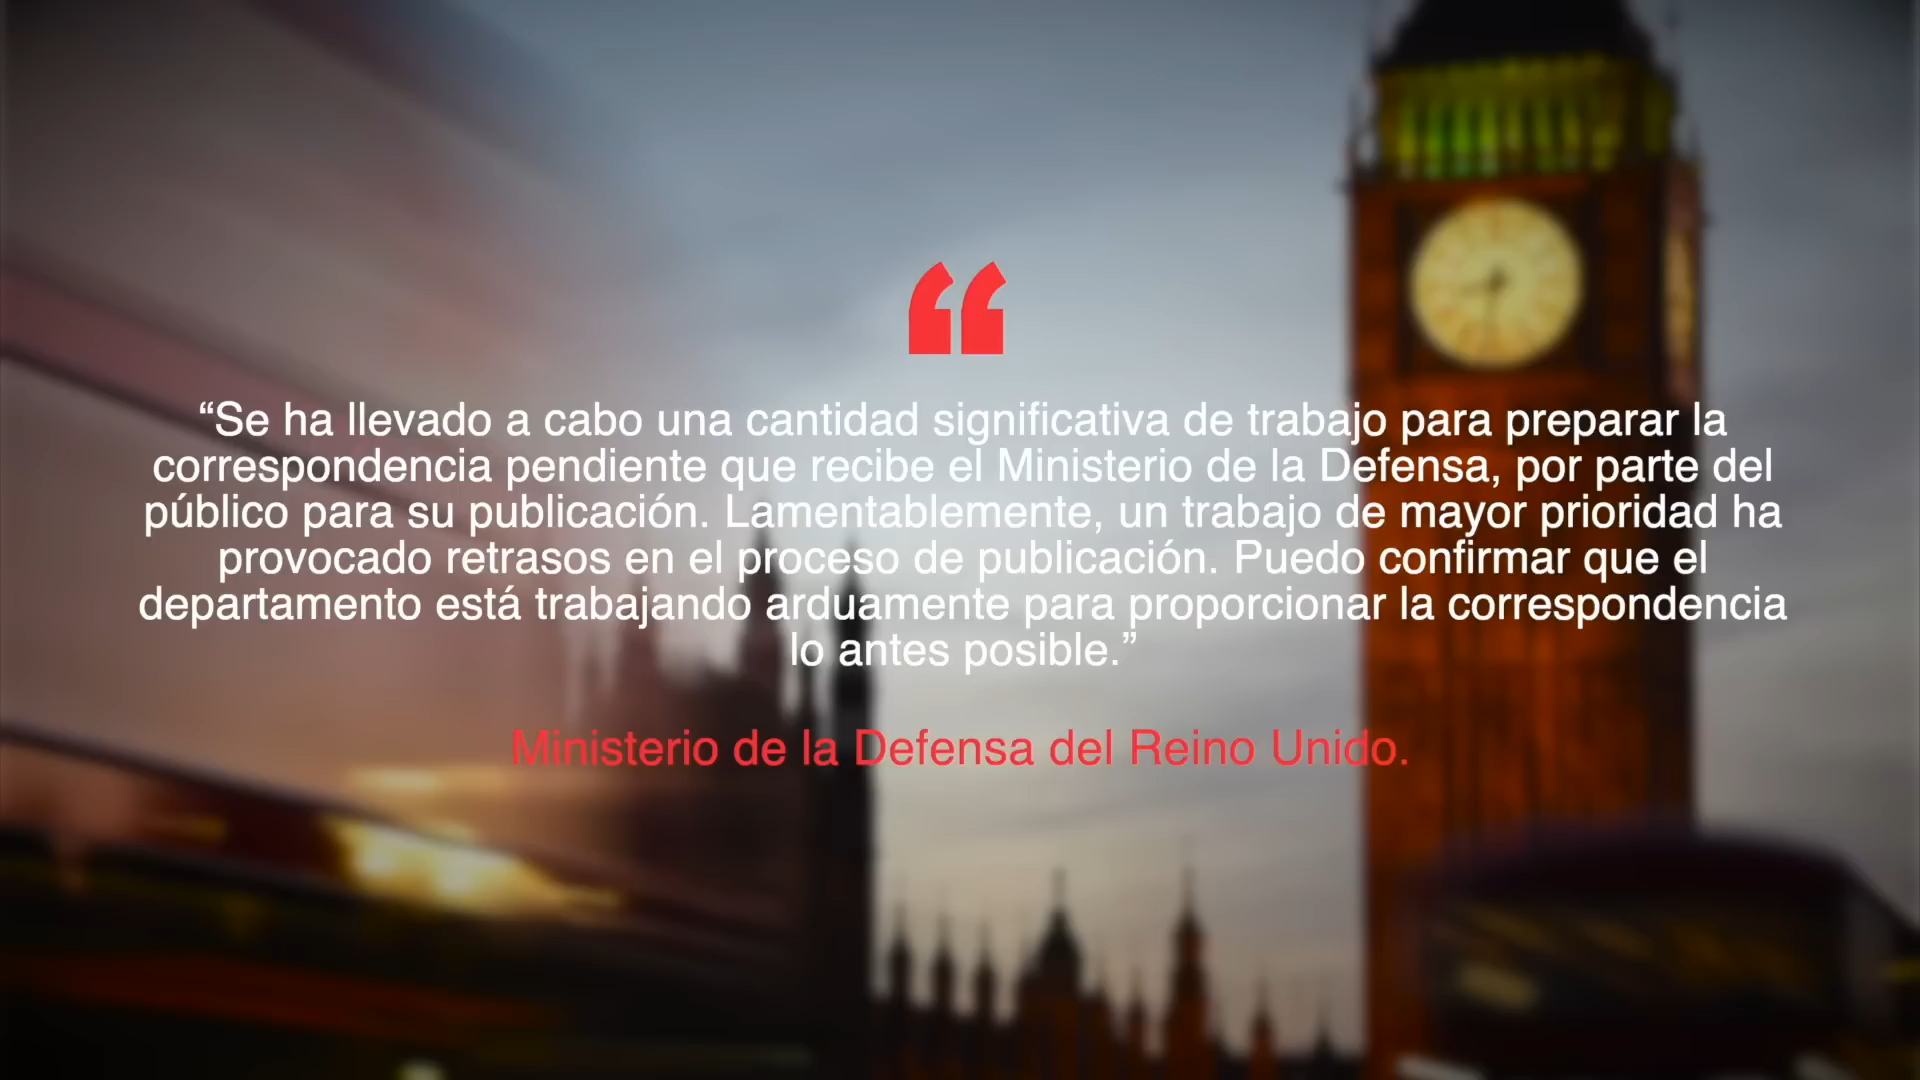 “Se ha llevado a cabo una cantidad significativa de trabajo para preparar la
correspondencia pendiente que recibe el Ministerio de la Defensa, por parte del
público para su publicación. Lamentablemente, un trabajo de mayor prioridad ha
provocado retrasos en el proceso de publicación. Puedo confirmar que el
departamento está trabajando arduamente para proporcionar la correspondencia
lo antes posible.”
Ministerio de la Defensa del Reino Unido.